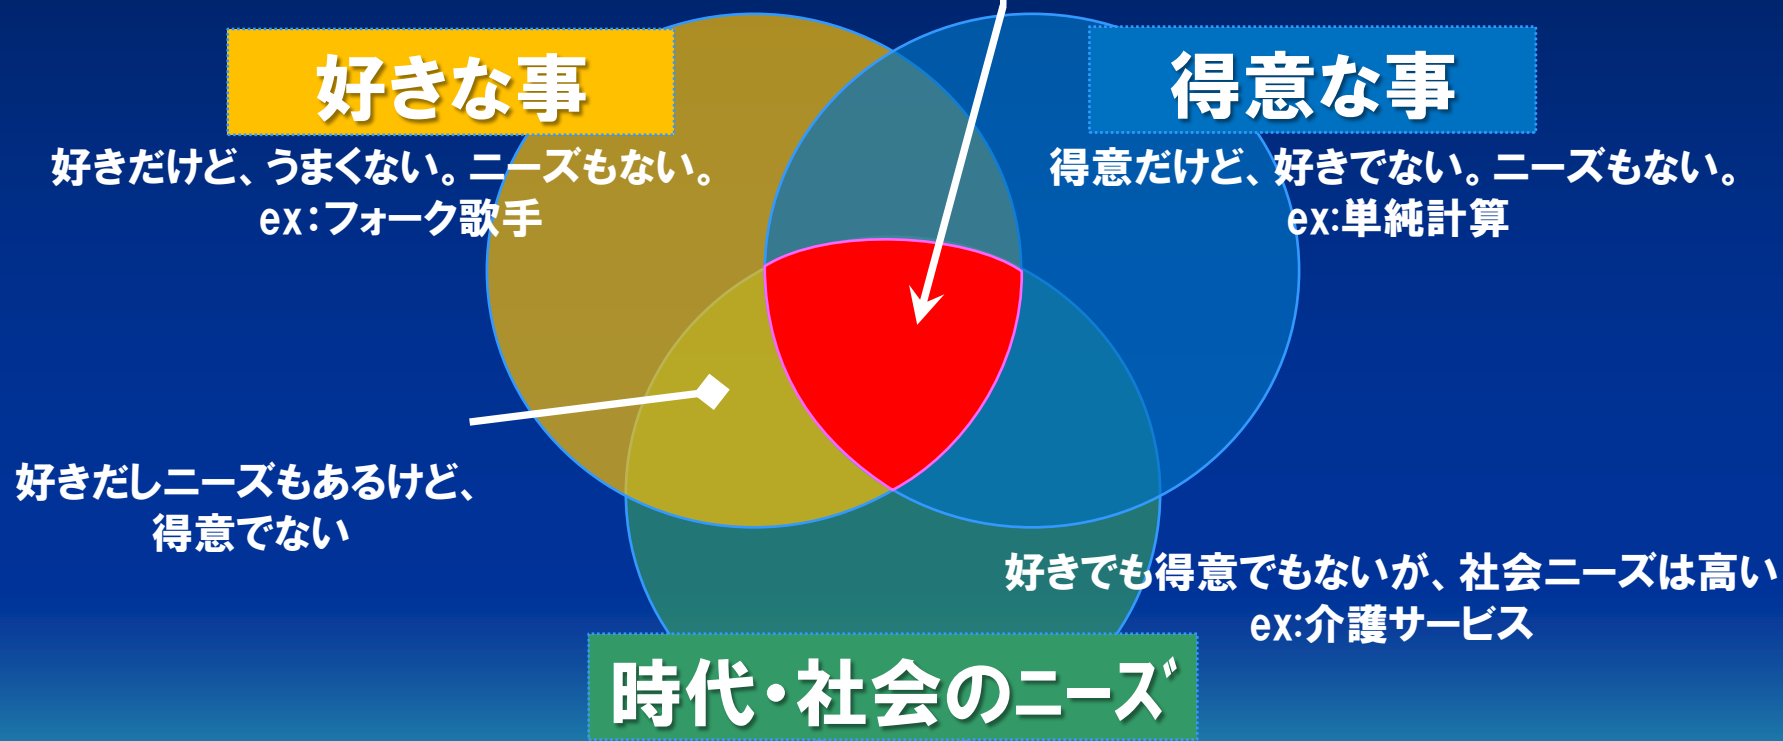 好きな事
得意な事
好きだけど、うまくない。ニーズもない。
ex：フォーク歌手
得意だけど、好きでない。ニーズもない。
ex:単純計算
好きだしニーズもあるけど、
得意でない
好きでも得意でもないが、社会ニーズは高い
ex:介護サービス
時代・社会のニーズ